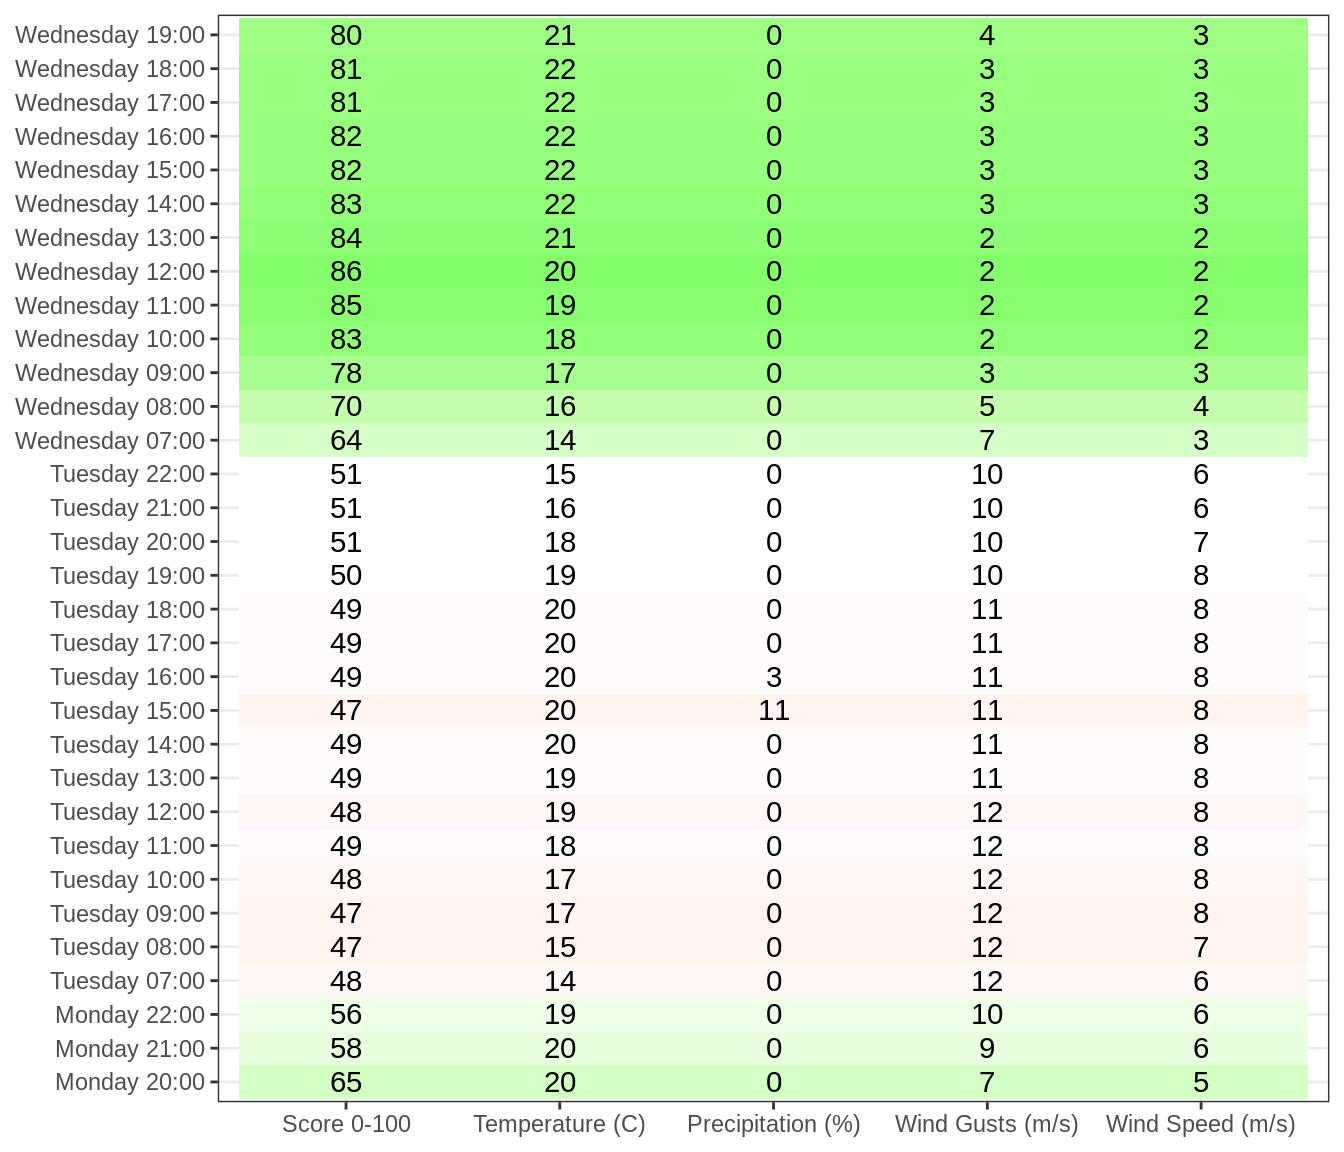 Wednesday 19:00 80 21 0 4 3
Wednesday 18:00 81 22 0 3 3
Wednesday 17:00 81 22 0 3 3
Wednesday 16:00 82 22 0 3 3
Wednesday 15:00 82 22 0 3 3
Wednesday 14:00 83 22 0 3 3
Wednesday 13:00 84 21 0 2 2
Wednesday 12:00 86 20 0 2 2
Wednesday 11:00 85 19 0 2 2
Wednesday 10:00 83 18 0 2 2
Wednesday 09:00 78 17 0 3 3
Wednesday 08:00 70 16 0 5 4
Wednesday 07:00 64 14 0 7 3
Tuesday 22:00 51 15 0 10 6
Tuesday 21:00 51 16 0 10 6
Tuesday 20:00 51 18 0 10 7
Tuesday 19:00 50 19 0 10 8
Tuesday 18:00 49 20 0 11 8
Tuesday 17:00 49 20 0 11 8
Tuesday 16:00 49 20 3 11 8
Tuesday 15:00 47 20 11 11 8
Tuesday 14:00 49 20 0 11 8
Tuesday 13:00 49 19 0 11 8
Tuesday 12:00 48 19 0 12 8
Tuesday 11:00 49 18 0 12 8
Tuesday 10:00 48 17 0 12 8
Tuesday 09:00 47 17 0 12 8
Tuesday 08:00 47 15 0 12 7
Tuesday 07:00 48 14 0 12 6
Monday 22:00 56 19 0 10 6
Monday 21:00 58 20 0 9 6
Monday 20:00 65 20 0 7 5
Score 0-100 Temperature (C) Precipitation (%) Wind Gusts (m/s) Wind Speed (m/s)